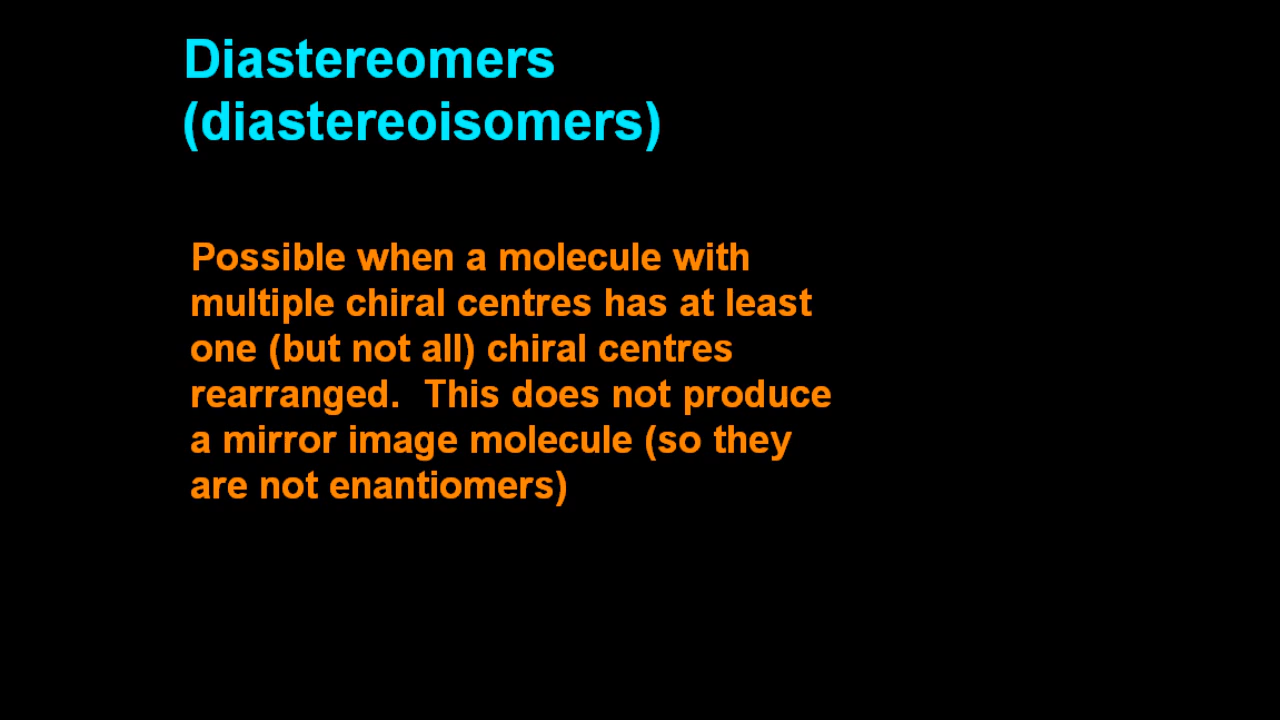 Diastereomers
(diastereoisomers)
Possible when a molecule with
multiple chiral centres has at least
one (but not all) chiral centres
rearranged.  This does not produce
a mirror image molecule (so they
are not enantiomers)